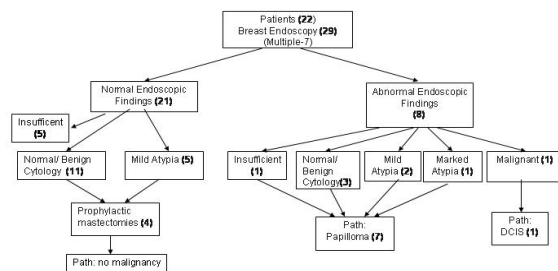 Patients (22)
Breast Endoscopy (29)
(Multiple-7)
Normal Endoscopic
Findings (21)
Abnormal Endoscopic
Findings
(8)
Insufficent
(5)
Normal/Benign
Cytology (11)
Mild Atypia (5)
Insufficient
(1)
Normal/
Benign
Cytology(3)
Mild
Atypia (2)
Marked
Atypia (1)
Malignant(1)
Prophylactic
mastectomies (4)
Path:
Papilloma (7)
Path:
DCIS (1)
Path: no malignancy